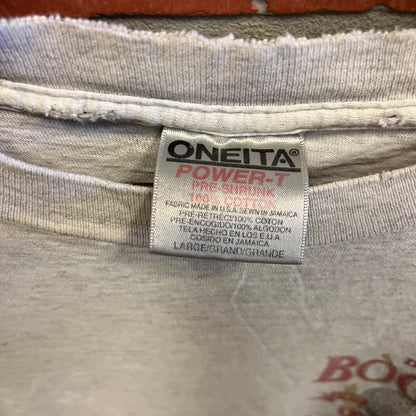 ONEITA®
POWER-T
PRE-SHRUNK
100% COTTON
FABRIC MADE IN U.S.A. SEWN IN JAMAICA
PRE-RETRECI/100% COTON
PRE-ENCOGIDO/100% ALGODON
TELA HECHO EN LOS E.U.A
COSIDO EN JAMAICA
LARGE/GRAND/GRANDE
BOO